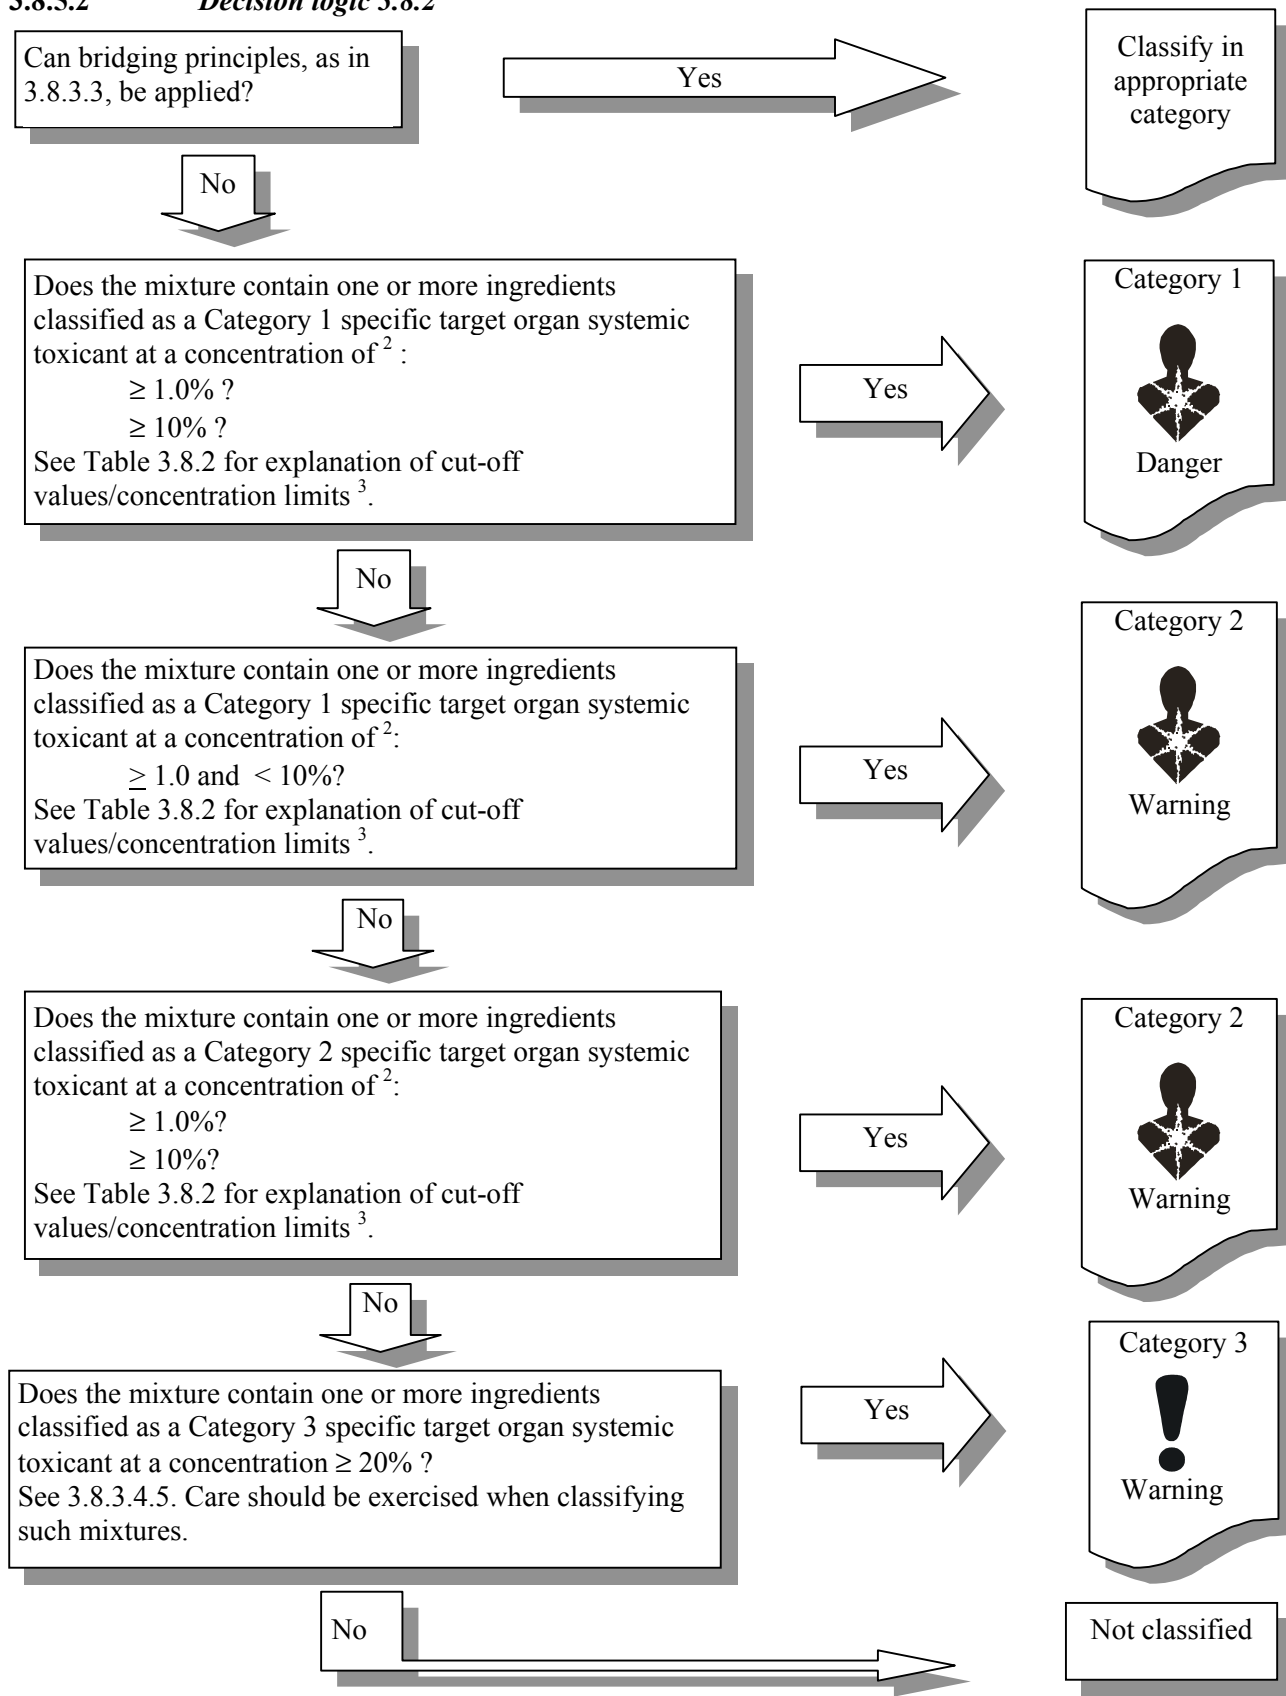 3.8.5.2 Decision logic 3.8.2
Can bridging principles, as in
3.8.3.3, be applied?
Yes
Classify in
appropriate
category
No
Does the mixture contain one or more ingredients
classified as a Category 1 specific target organ systemic
toxicant at a concentration of 2 :
≥ 1.0% ?
≥ 10% ?
See Table 3.8.2 for explanation of cut-off
values/concentration limits 3.
Yes
Category 1
Danger
No
Does the mixture contain one or more ingredients
classified as a Category 1 specific target organ systemic
toxicant at a concentration of 2:
≥ 1.0 and < 10%?
See Table 3.8.2 for explanation of cut-off
values/concentration limits 3.
Yes
Category 2
Warning
No
Does the mixture contain one or more ingredients
classified as a Category 2 specific target organ systemic
toxicant at a concentration of 2:
≥ 1.0%?
≥ 10%?
See Table 3.8.2 for explanation of cut-off
values/concentration limits 3.
Yes
Category 2
Warning
No
Does the mixture contain one or more ingredients
classified as a Category 3 specific target organ systemic
toxicant at a concentration ≥ 20% ?
See 3.8.3.4.5. Care should be exercised when classifying
such mixtures.
Yes
Category 3
Warning
No
Not classified